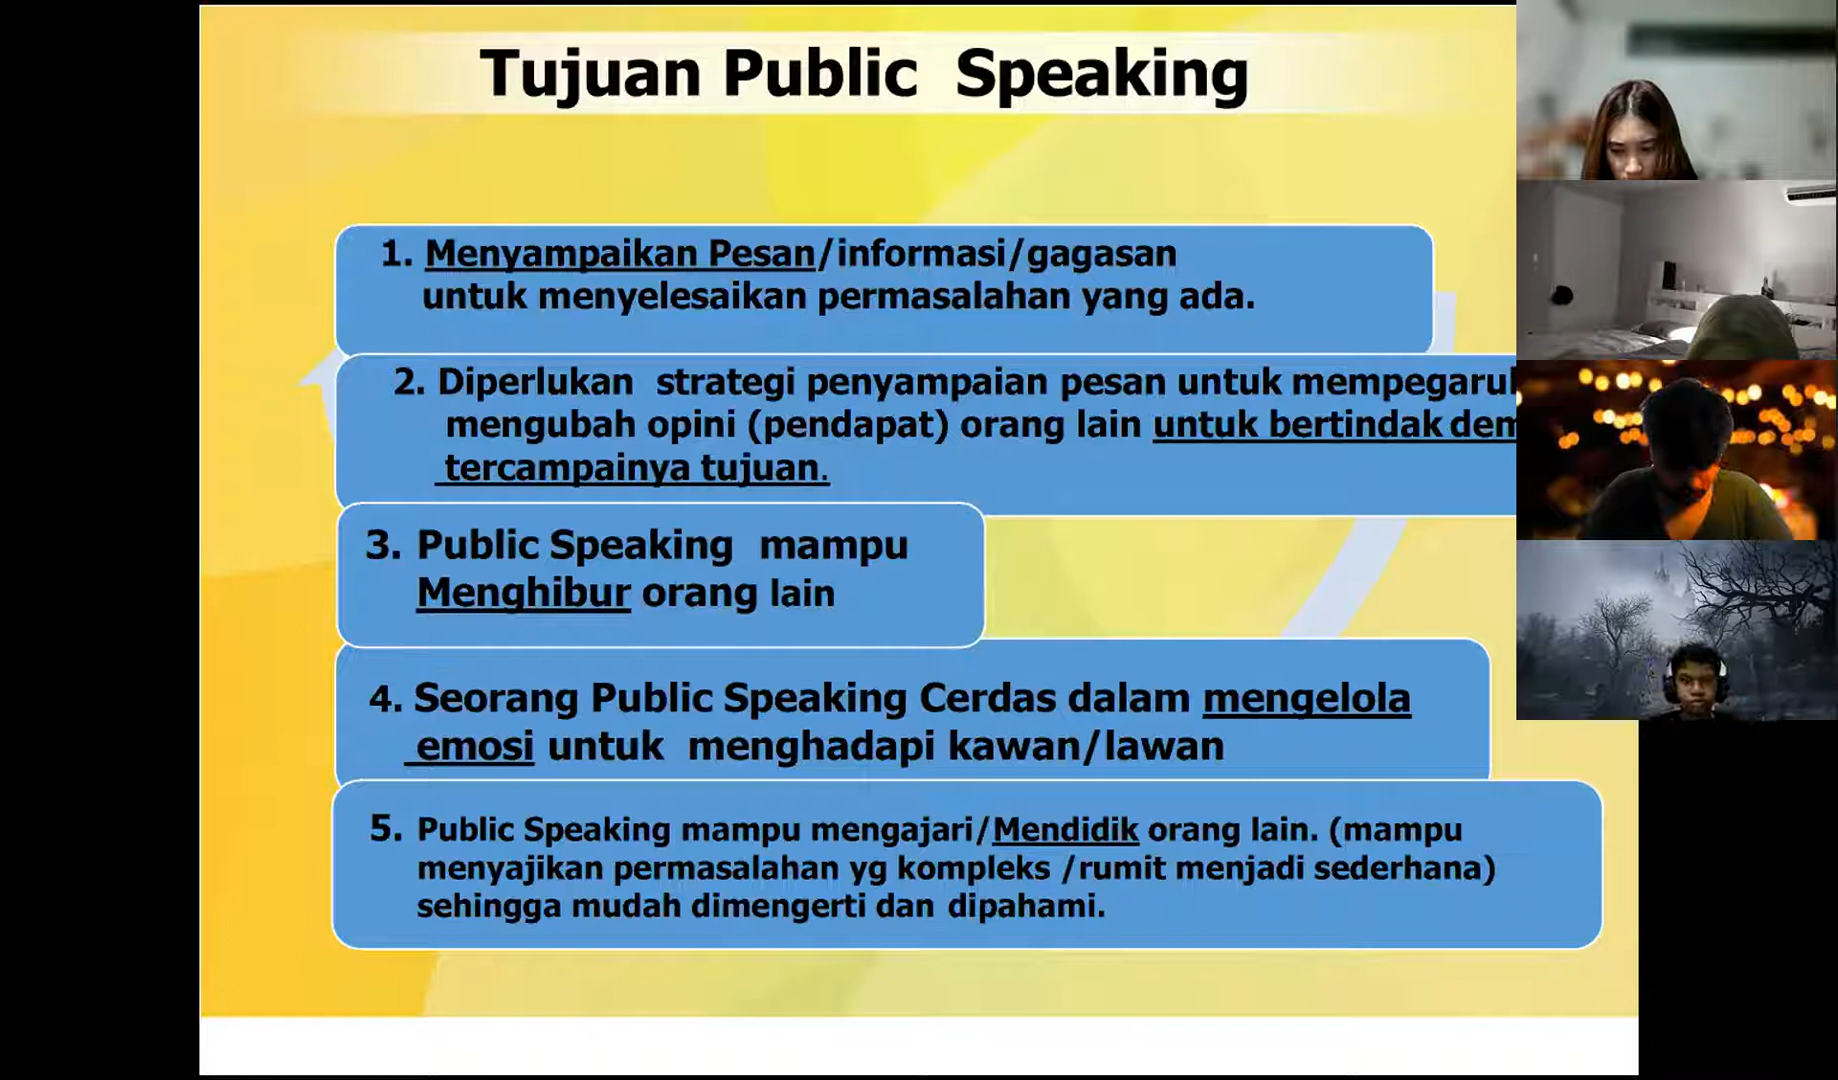 Tujuan Public Speaking
1. Menyampaikan Pesan/informasi/gagasan
untuk menyelesaikan permasalahan yang ada.
2. Diperlukan strategi penyampaian pesan untuk
mengubah opini (pendapat) orang lain untuk bertindak
tercampainya tujuan.
3. Public Speaking mampu
Menghibur orang lain
4. Seorang Public Speaking Cerdas dalam mengelola
emosi untuk menghadapi kawan/lawan
5. Public Speaking mampu mengajari/Mendidik orang lain. (mampu
menyajikan permasalahan yg kompleks /rumit menjadi sederhana)
sehingga mudah dimengerti dan dipahami.